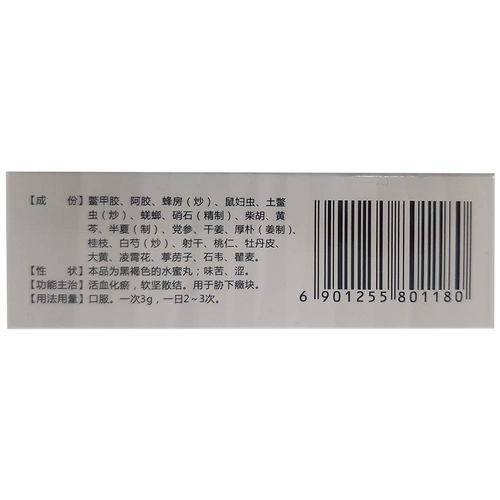 【成　份】鳖甲胶、阿胶、蜂房（炒）、鼠妇虫、土鳖
虫（炒）、蜣螂、硝石（精制）、柴胡、黄
芩、半夏（制）、党参、干姜、厚朴（姜制）、
桂枝、白芍（炒）、射干、桃仁、牡丹皮、
大黄、凌霄花、葶苈子、石韦、瞿麦。
【性　状】本品为黑褐色的水蜜丸；味苦、涩。
【功能主治】活血化瘀，软坚散结。用于胁下癥块。
【用法用量】口服。一次3g，一日2~3次。
6 901255 801180